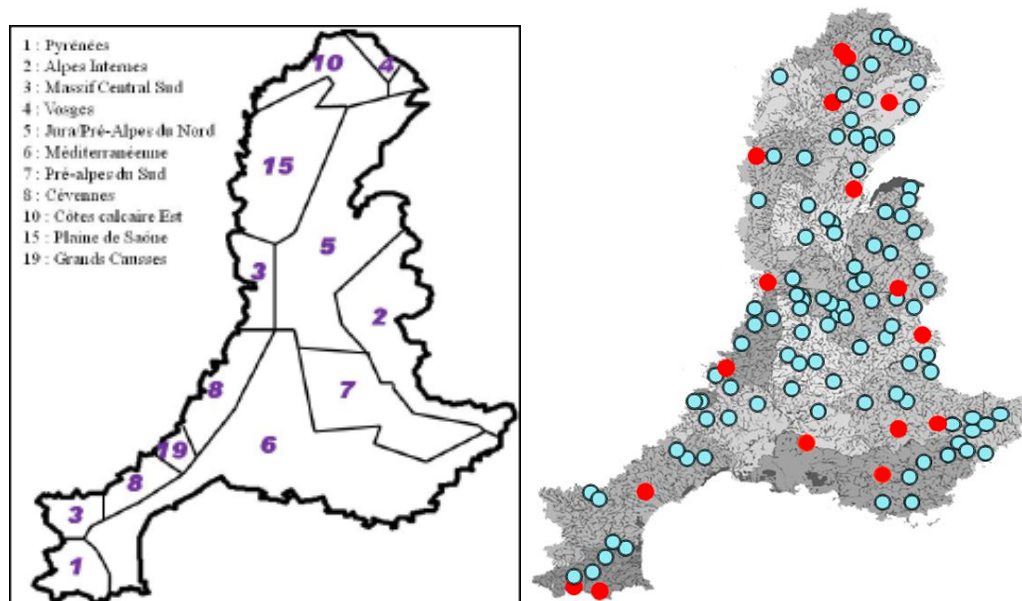 1 : Pyrénées
2 : Alpes Internes
3 : Massif Central Sud
4 : Vosges
5 : Jura/Pré-Alpes du Nord
6 : Méditerranéenne
7 : Pré-alpes du Sud
8 : Cévennes
10 : Côtes calcaire Est
15 : Plaine de Saône
19 : Grands Causses
10
4
15
5
3
2
8
7
6
19
8
3
1